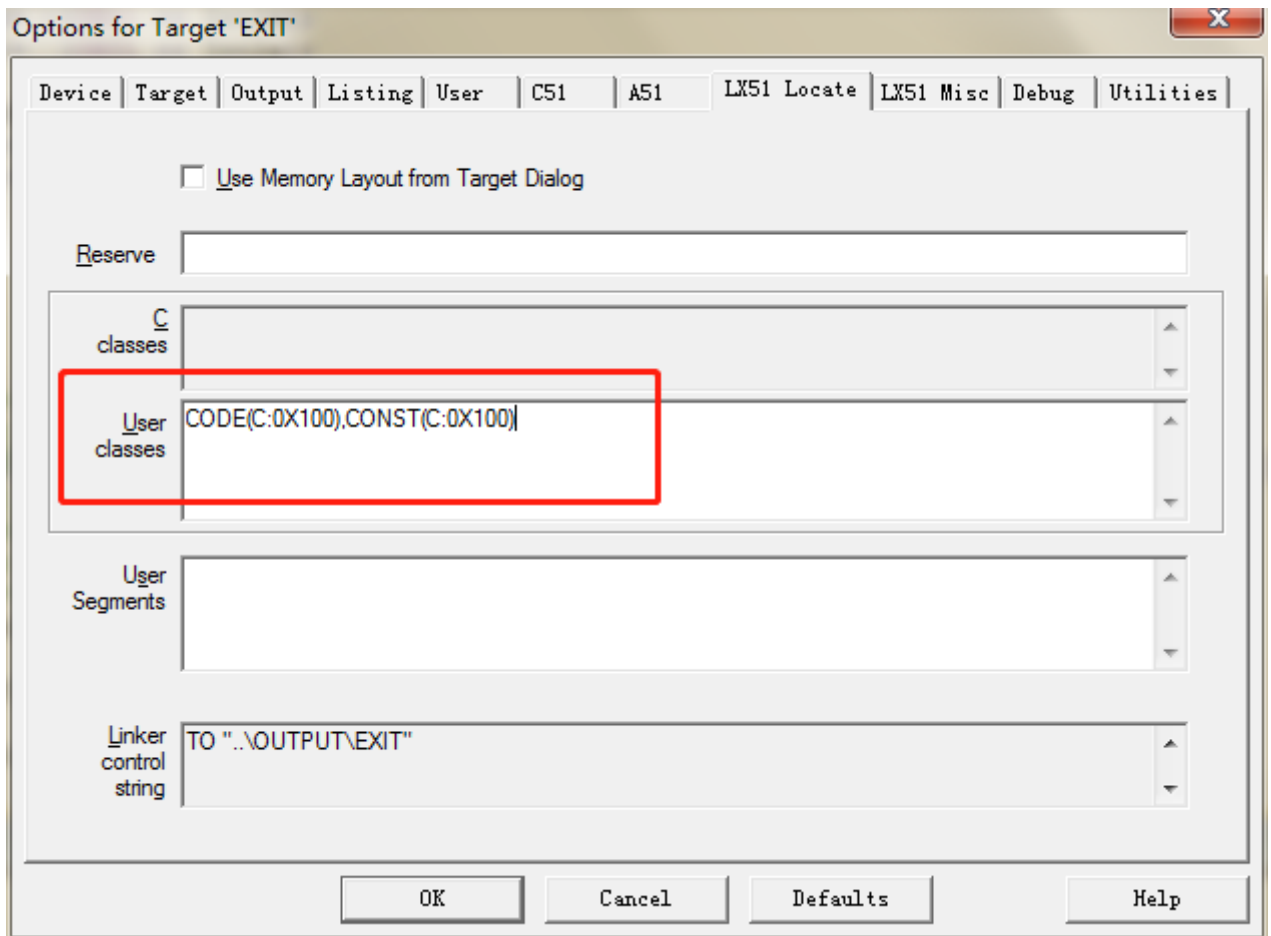 Options for Target 'EXIT'
X
Device Target Output Listing User C51 A51 LX51 Locate LX51 Misc Debug Utilities
Use Memory Layout from Target Dialog
Reserve
C
classes
User
classes
CODE(C:0X100),CONST(C:0X100)
User
Segments
Linker
control
string
TO "..\OUTPUT\EXIT"
OK Cancel Defaults Help